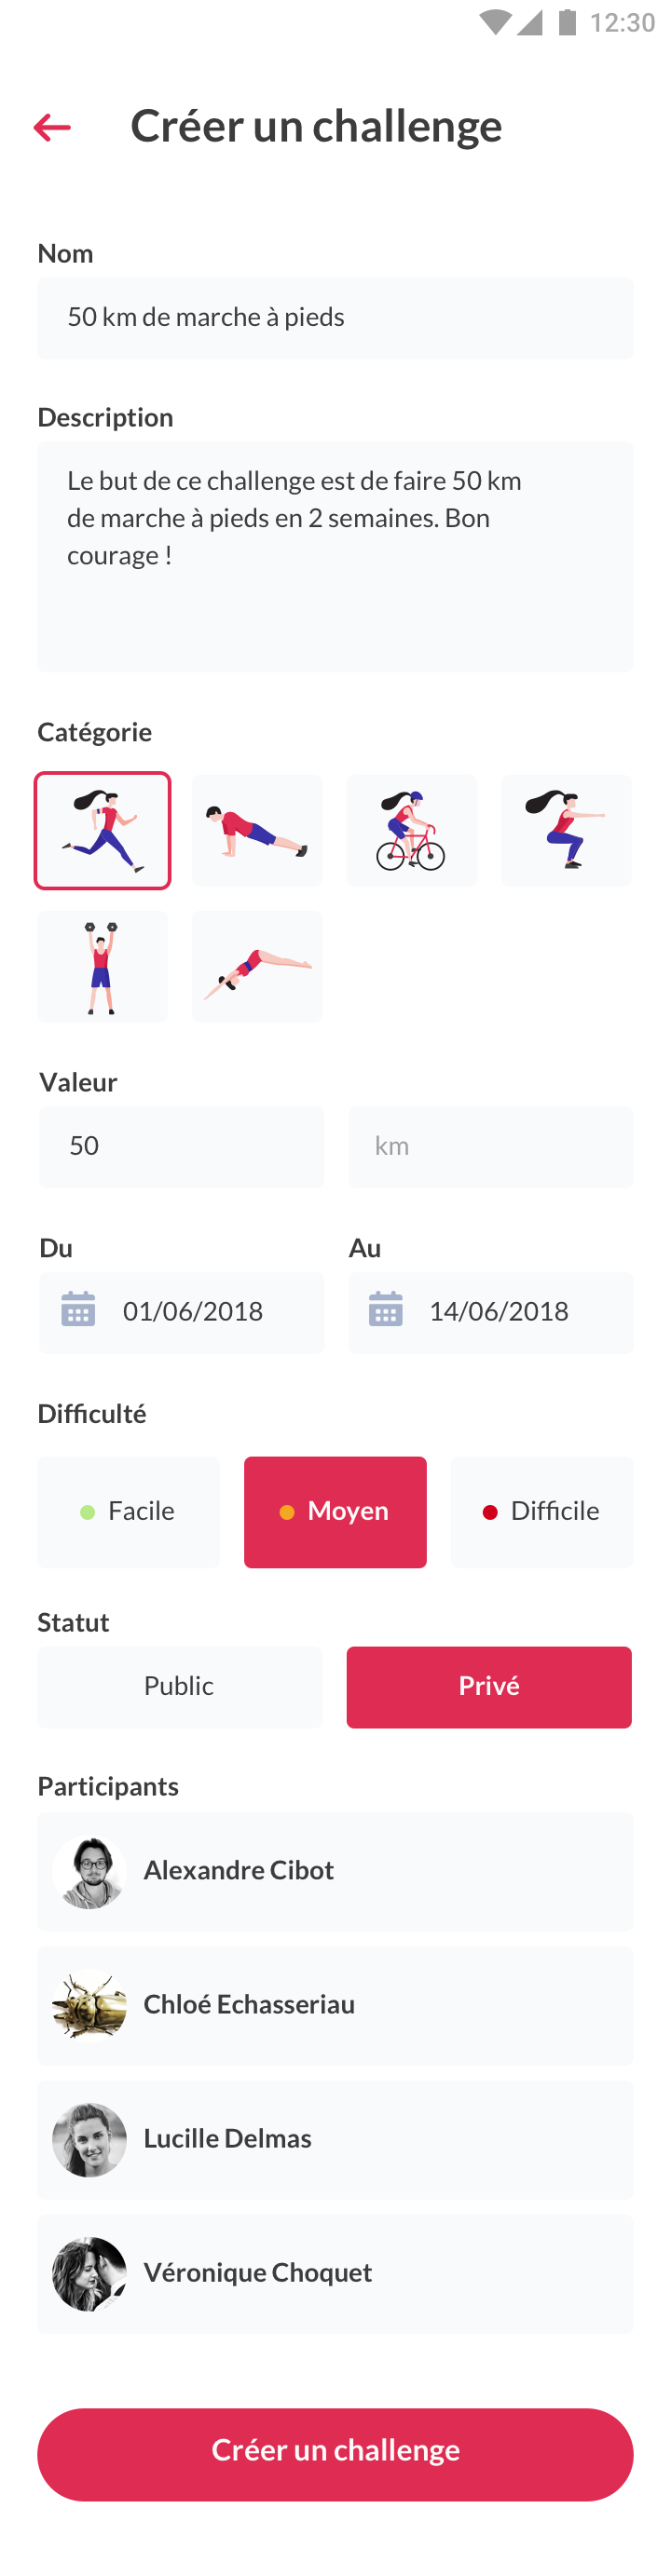 12:30
Créer un challenge
Nom
50 km de marche à pieds
Description
Le but de ce challenge est de faire 50 km
de marche à pieds en 2 semaines. Bon
courage !
Catégorie
Valeur
50
km
Du
Au
01/06/2018
14/06/2018
Difficulté
Facile
Moyen
Difficile
Statut
Public
Privé
Participants
Alexandre Cibot
Chloé Echasseriau
Lucille Delmas
Véronique Choquet
Créer un challenge